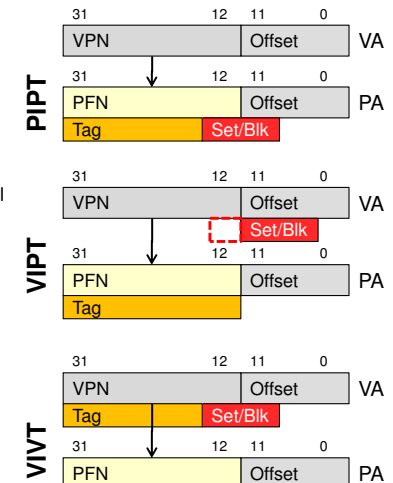 31 12 11 0
VPN Offset VA
31 12 11 0
PIPT PFN Offset PA
Tag Set/Blk
l
31 12 11 0
VPN Offset VA
Set/Blk
VIPT
31 12 11 0
PFN Offset PA
Tag
31 12 11 0
VPN Offset VA
Tag Set/Blk
VIVT
31 12 11 0
PFN Offset PA